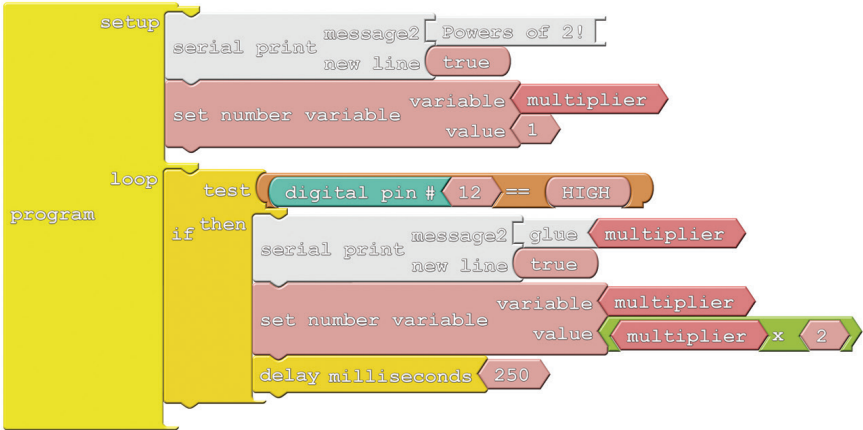 setup
serial print message2 Powers of 2!
new line true
set number variable variable multiplier
value 1
loop
test digital pin # 12 == HIGH
program
if then
serial print message2 glue multiplier
new line true
set number variable variable multiplier
value multiplier x 2
delay milliseconds 250